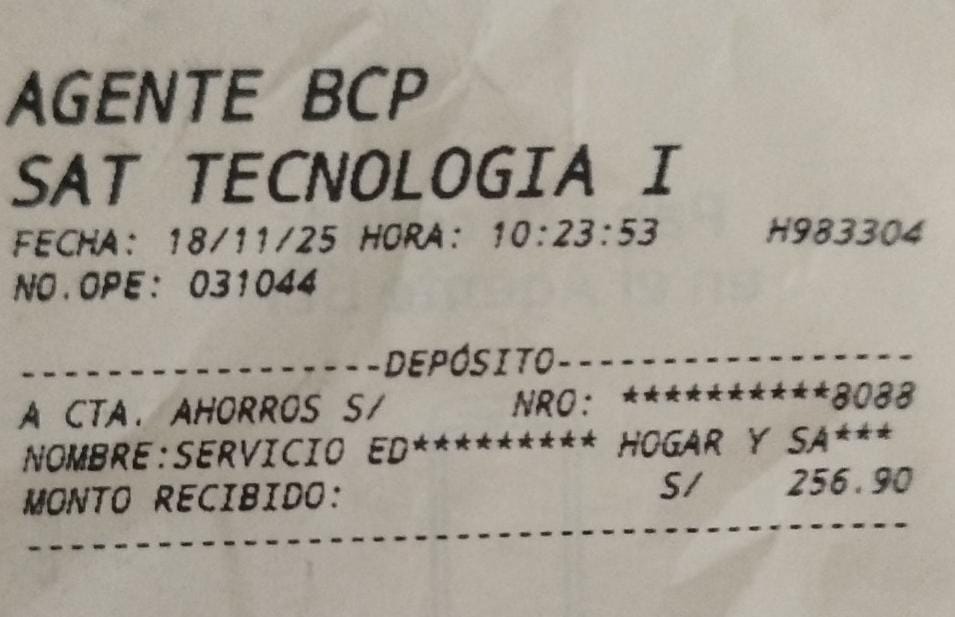 AGENTE BCP
SAT TECNOLOGIA I
FECHA: 18/11/25 HORA: 10:23:53 H983304
NO.OPE: 031044
------------------DEPÓSITO------------------
A CTA. AHORROS S/ NRO: **********8088
NOMBRE:SERVICIO ED********* HOGAR Y SA***
MONTO RECIBIDO: S/ 256.90
--------------------------------------------